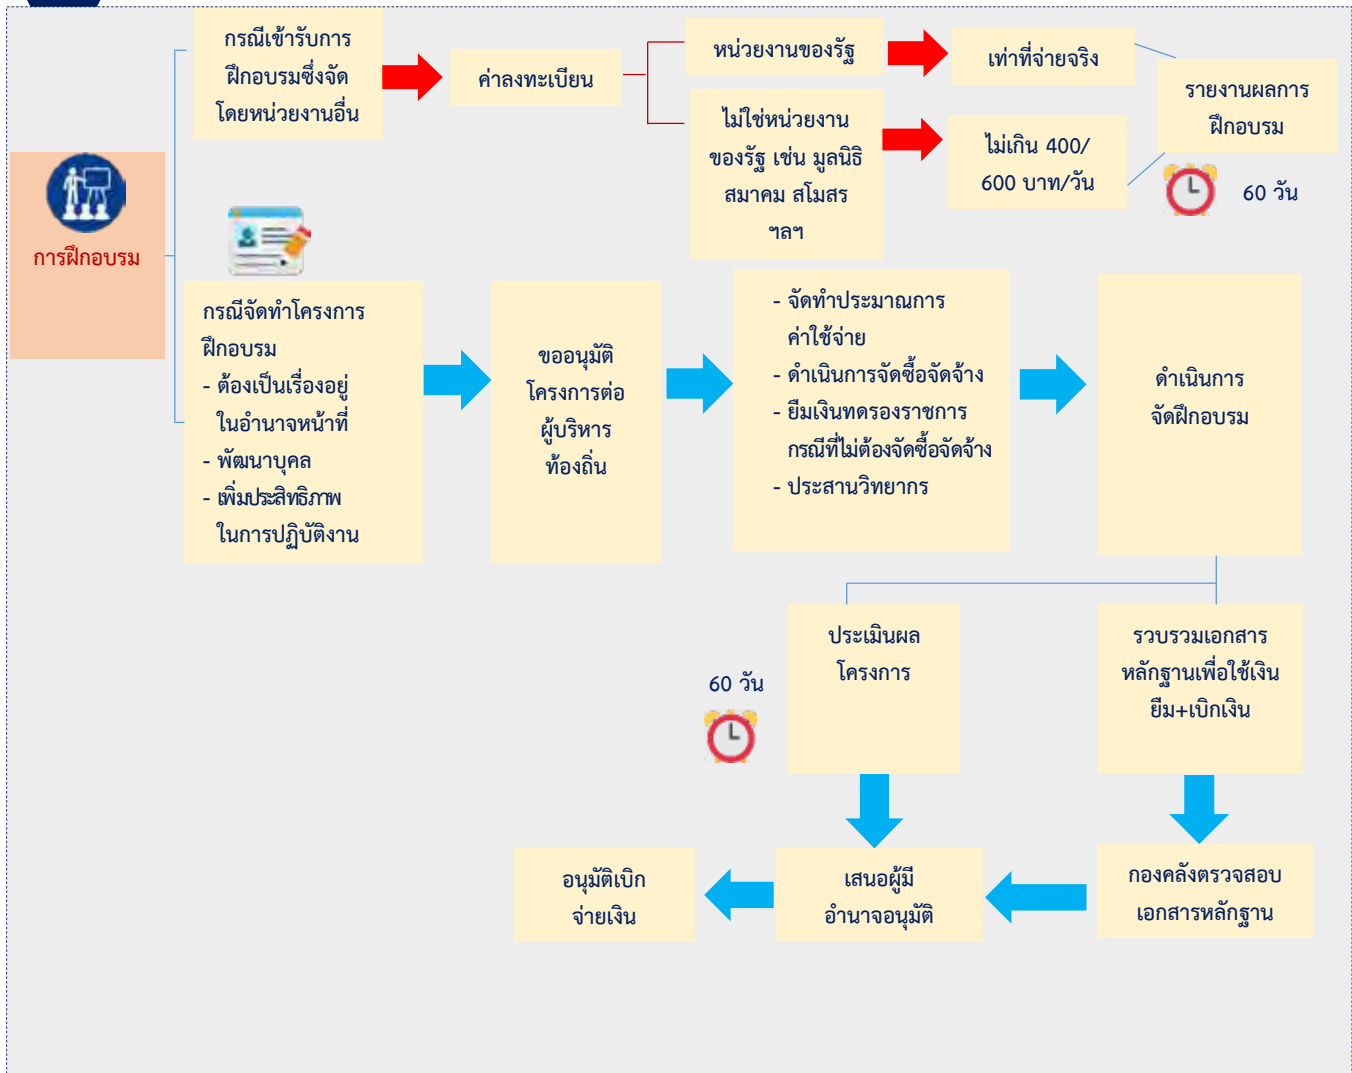 กรณีเข้ารับการ
ฝึกอบรมซึ่งจัด
โดยหน่วยงานอื่น
ค่าลงทะเบียน
หน่วยงานของรัฐ
เท่าที่จ่ายจริง
ไม่ใช่หน่วยงาน
ของรัฐ เช่น มูลนิธิ
สมาคม สโมสร
ฯลฯ
ไม่เกิน 400/
600 บาท/วัน
รายงานผลการ
ฝึกอบรม
60 วัน
การฝึกอบรม
กรณีจัดทำโครงการ
ฝึกอบรม
- ต้องเป็นเรื่องอยู่
ในอำนาจหน้าที่
- พัฒนาบุคล
- เพิ่มประสิทธิภาพ
ในการปฏิบัติงาน
ขออนุมัติ
โครงการต่อ
ผู้บริหาร
ท้องถิ่น
- จัดทำประมาณการ
ค่าใช้จ่าย
- ดำเนินการจัดซื้อจัดจ้าง
- ยืมเงินทดรองราชการ
กรณีที่ไม่ต้องจัดซื้อจัดจ้าง
- ประสานวิทยากร
ดำเนินการ
จัดฝึกอบรม
ประเมินผล
โครงการ
60 วัน
รวบรวมเอกสาร
หลักฐานเพื่อใช้เงิน
ยืม+เบิกเงิน
อนุมัติเบิก
จ่ายเงิน
เสนอผู้มี
อำนาจอนุมัติ
กองคลังตรวจสอบ
เอกสารหลักฐาน